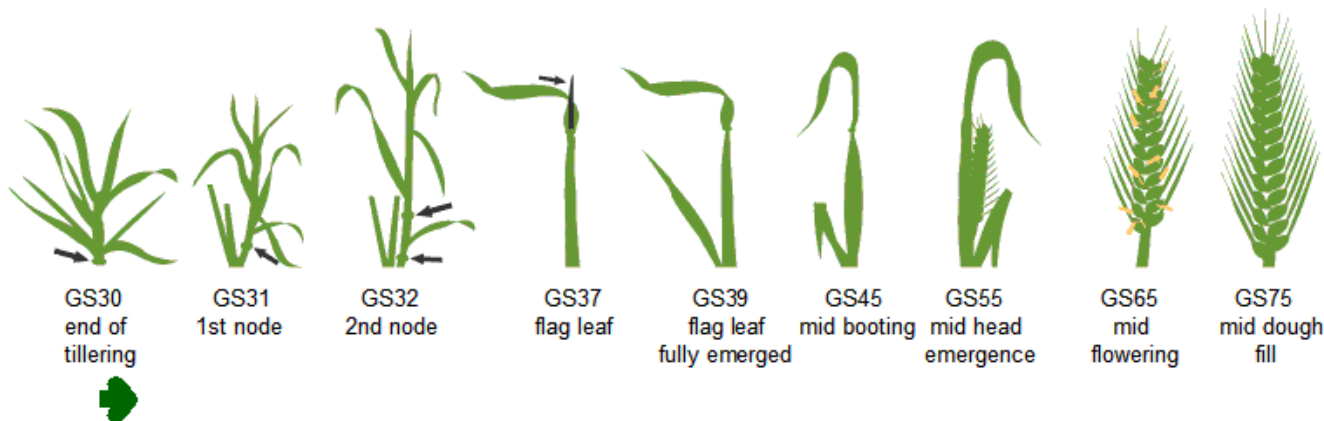 GS30
end of
tillering
GS31
1st node
GS32
2nd node
GS37
flag leaf
GS39
flag leaf
fully emerged
GS45
mid booting
GS55
mid head
emergence
GS65
mid
flowering
GS75
mid dough
fill